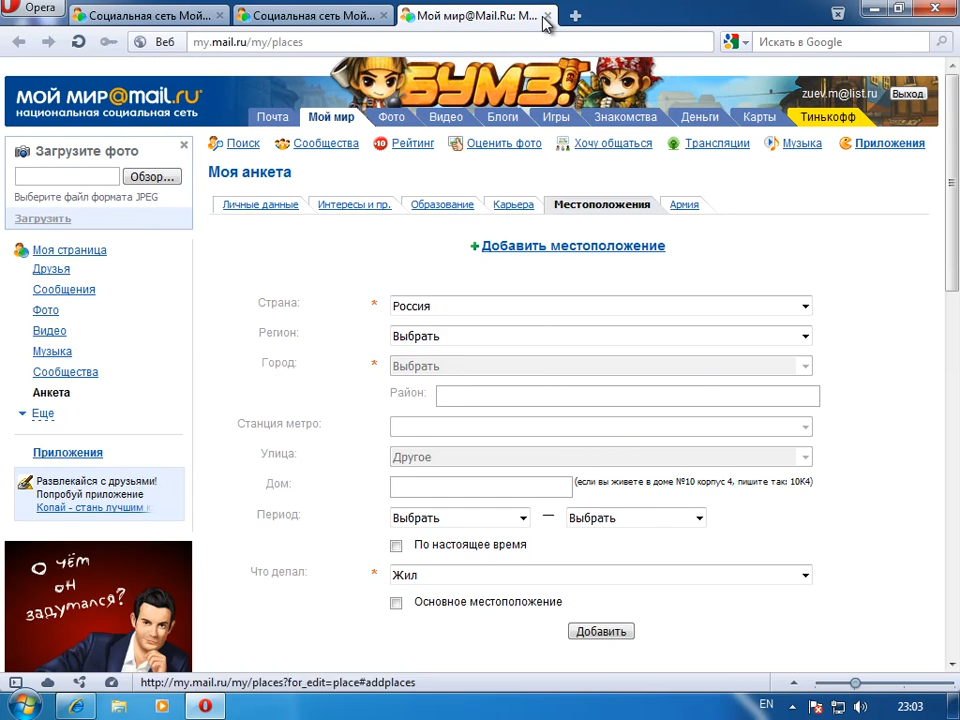 Opera
Социальная сеть Мой...
Социальная сеть Мой...
Мой мир@Mail.Ru: М...
Веб
my.mail.ru/my/places
Искать в Google
МОЙ МИР@mail.ru
национальная социальная сеть
БУМЗ!
zuev.m@list.ru
Выход
Почта
Мой мир
Фото
Видео
Блоги
Игры
Знакомства
Деньги
Карты
Тинькофф
Загрузите фото
Обзор...
Выберите файл формата JPEG
Загрузить
Поиск
Сообщества
Рейтинг
Оценить фото
Хочу общаться
Трансляции
Музыка
Приложения
Моя анкета
Личные данные
Интересы и пр.
Образование
Карьера
Местоположения
Армия
Моя страница
Друзья
Сообщения
Фото
Видео
Музыка
Сообщества
Анкета
Еще
Приложения
Развлекайся с друзьями!
Попробуй приложение
Копай - стань лучшим
О чём
он
задумался?
+ Добавить местоположение
Страна: * Россия
Регион: Выбрать
Город: * Выбрать
Район:
Станция метро:
Улица: Другое
Дом: (если вы живете в доме №10 корпус 4, пишите так: 10К4)
Период: Выбрать — Выбрать
По настоящее время
Что делал: * Жил
Основное местоположение
Добавить
http://my.mail.ru/my/places?for_edit=place#addplaces
EN
23:03